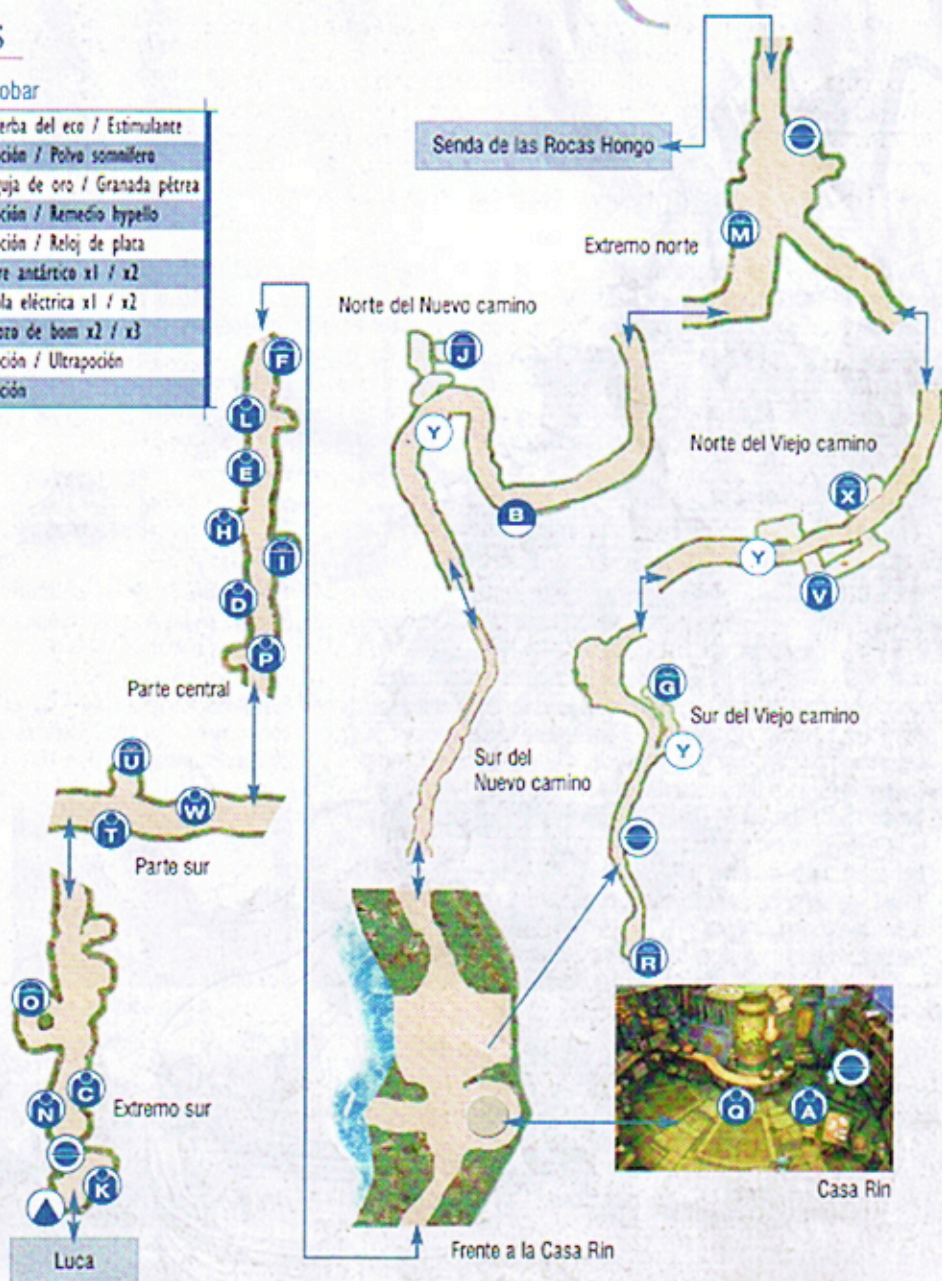 s
obar
erba del eco / Estimulante
ción / Polvo somnífero
uja de oro / Granada pétrea
ción / Remedio hypello
ción / Reloj de plata
re antártico x1 / x2
la eléctrica x1 / x2
ozo de bom x2 / x3
ción / Ultrapoción
ción
Senda de las Rocas Hongo
M
Extremo norte
Norte del Nuevo camino
J
Y
B
Norte del Viejo camino
X
Y
V
F
L
E
H
I
D
P
Parte central
G
Sur del Viejo camino
Y
Sur del
Nuevo camino
U
W
T
Parte sur
R
O
C
N
Extremo sur
K
Luca
Q
A
Casa Rin
Frente a la Casa Rin